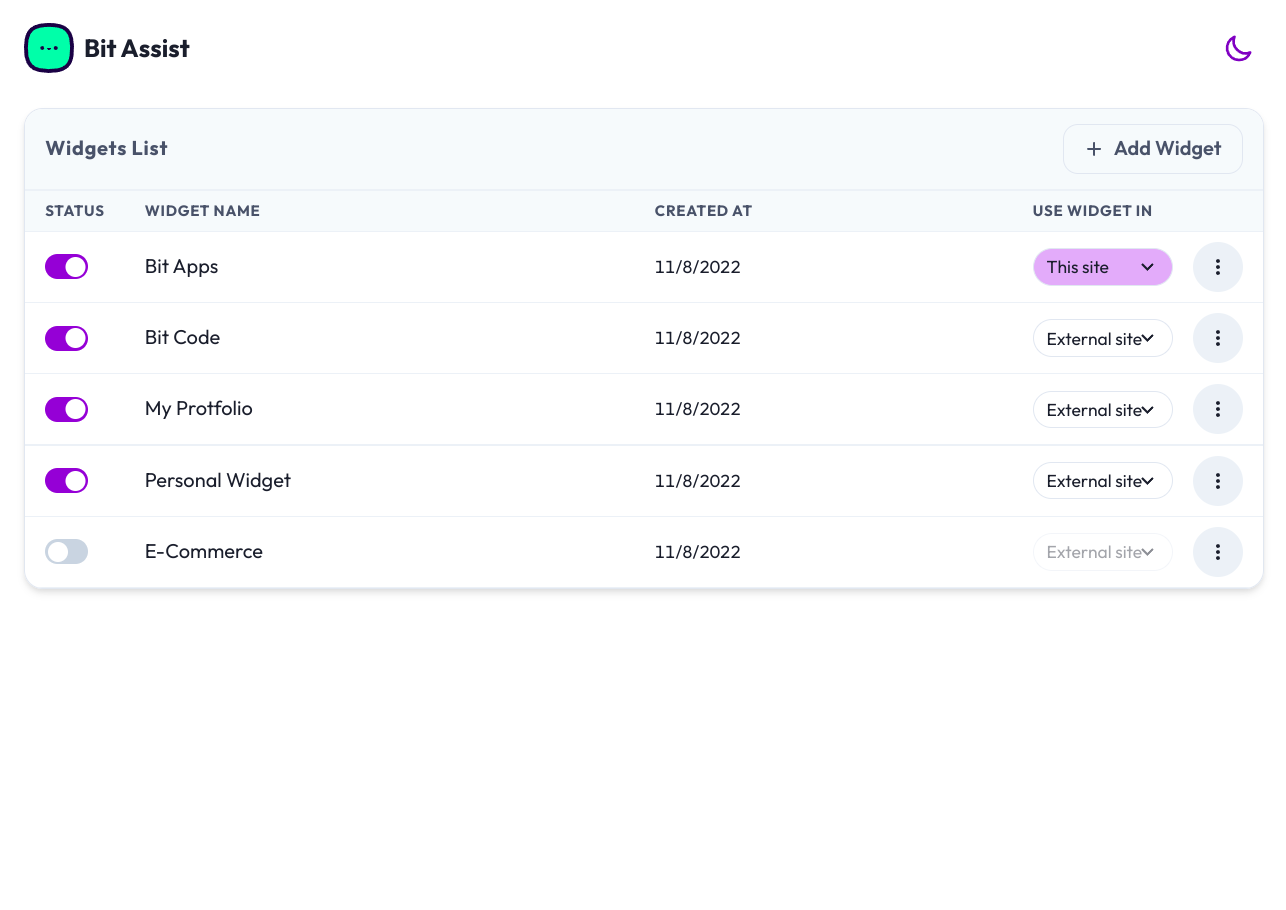 Bit Assist
Widgets List
Add Widget
STATUS WIDGET NAME CREATED AT USE WIDGET IN
Bit Apps 11/8/2022 This site
Bit Code 11/8/2022 External site
My Protfolio 11/8/2022 External site
Personal Widget 11/8/2022 External site
E-Commerce 11/8/2022 External site